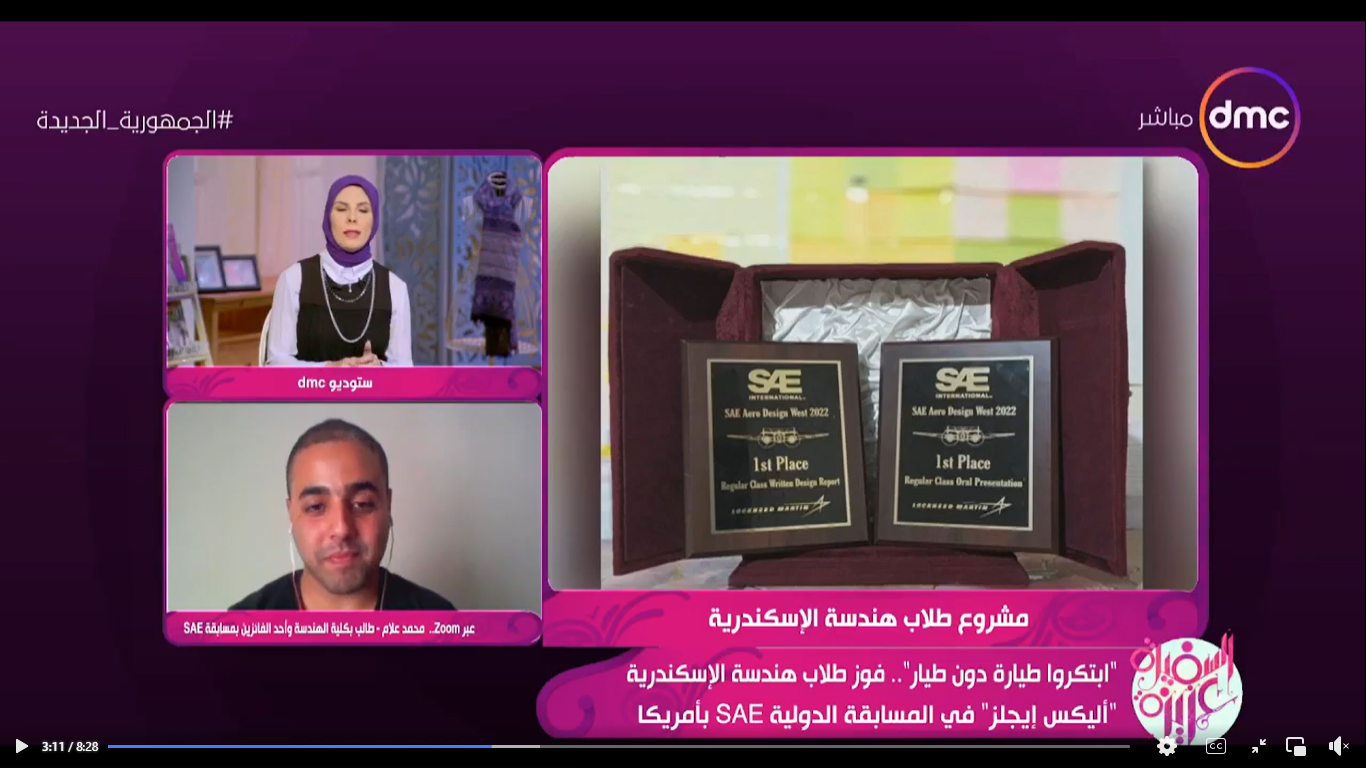 #الجمهورية_الجديدة
مباشر
dmc
ستوديو dmc
عبر Zoom.. محمد علام - طالب بكلية الهندسة وأحد الفائزين بمسابقة SAE
SAE
INTERNATIONAL
SAE Aero Design West 2022
1st Place
Regular Class Written Design Report
LOCKHEED MARTIN
SAE
INTERNATIONAL
SAE Aero Design West 2022
1st Place
Regular Class Oral Presentation
LOCKHEED MARTIN
مشروع طلاب هندسة الإسكندرية
"ابتكروا طيارة دون طيار".. فوز طلاب هندسة الإسكندرية
"أليكس إيجلز" في المسابقة الدولية SAE بأمريكا
السفيرة عزيزة
3:11 / 8:28
CC